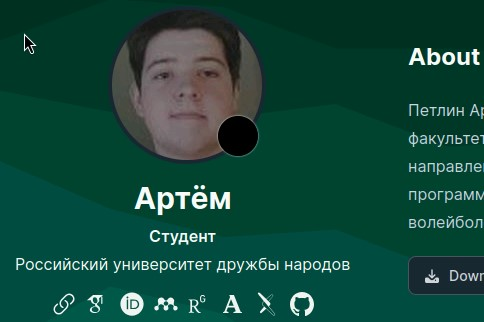 Артём
Студент
Российский университет дружбы народов
About
Петлин Ар
факультет
направлен
программ
волейбол
Down